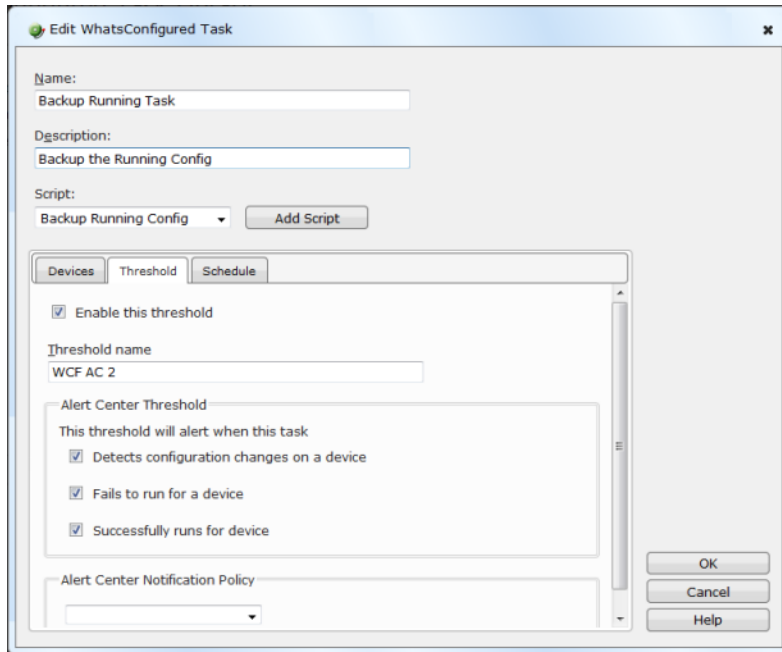 Edit WhatsConfigured Task
Name:
Backup Running Task
Description:
Backup the Running Config
Script:
Backup Running Config
Add Script
Devices
Threshold
Schedule
Enable this threshold
Threshold name
WCF AC 2
Alert Center Threshold
This threshold will alert when this task
Detects configuration changes on a device
Fails to run for a device
Successfully runs for device
Alert Center Notification Policy
OK
Cancel
Help